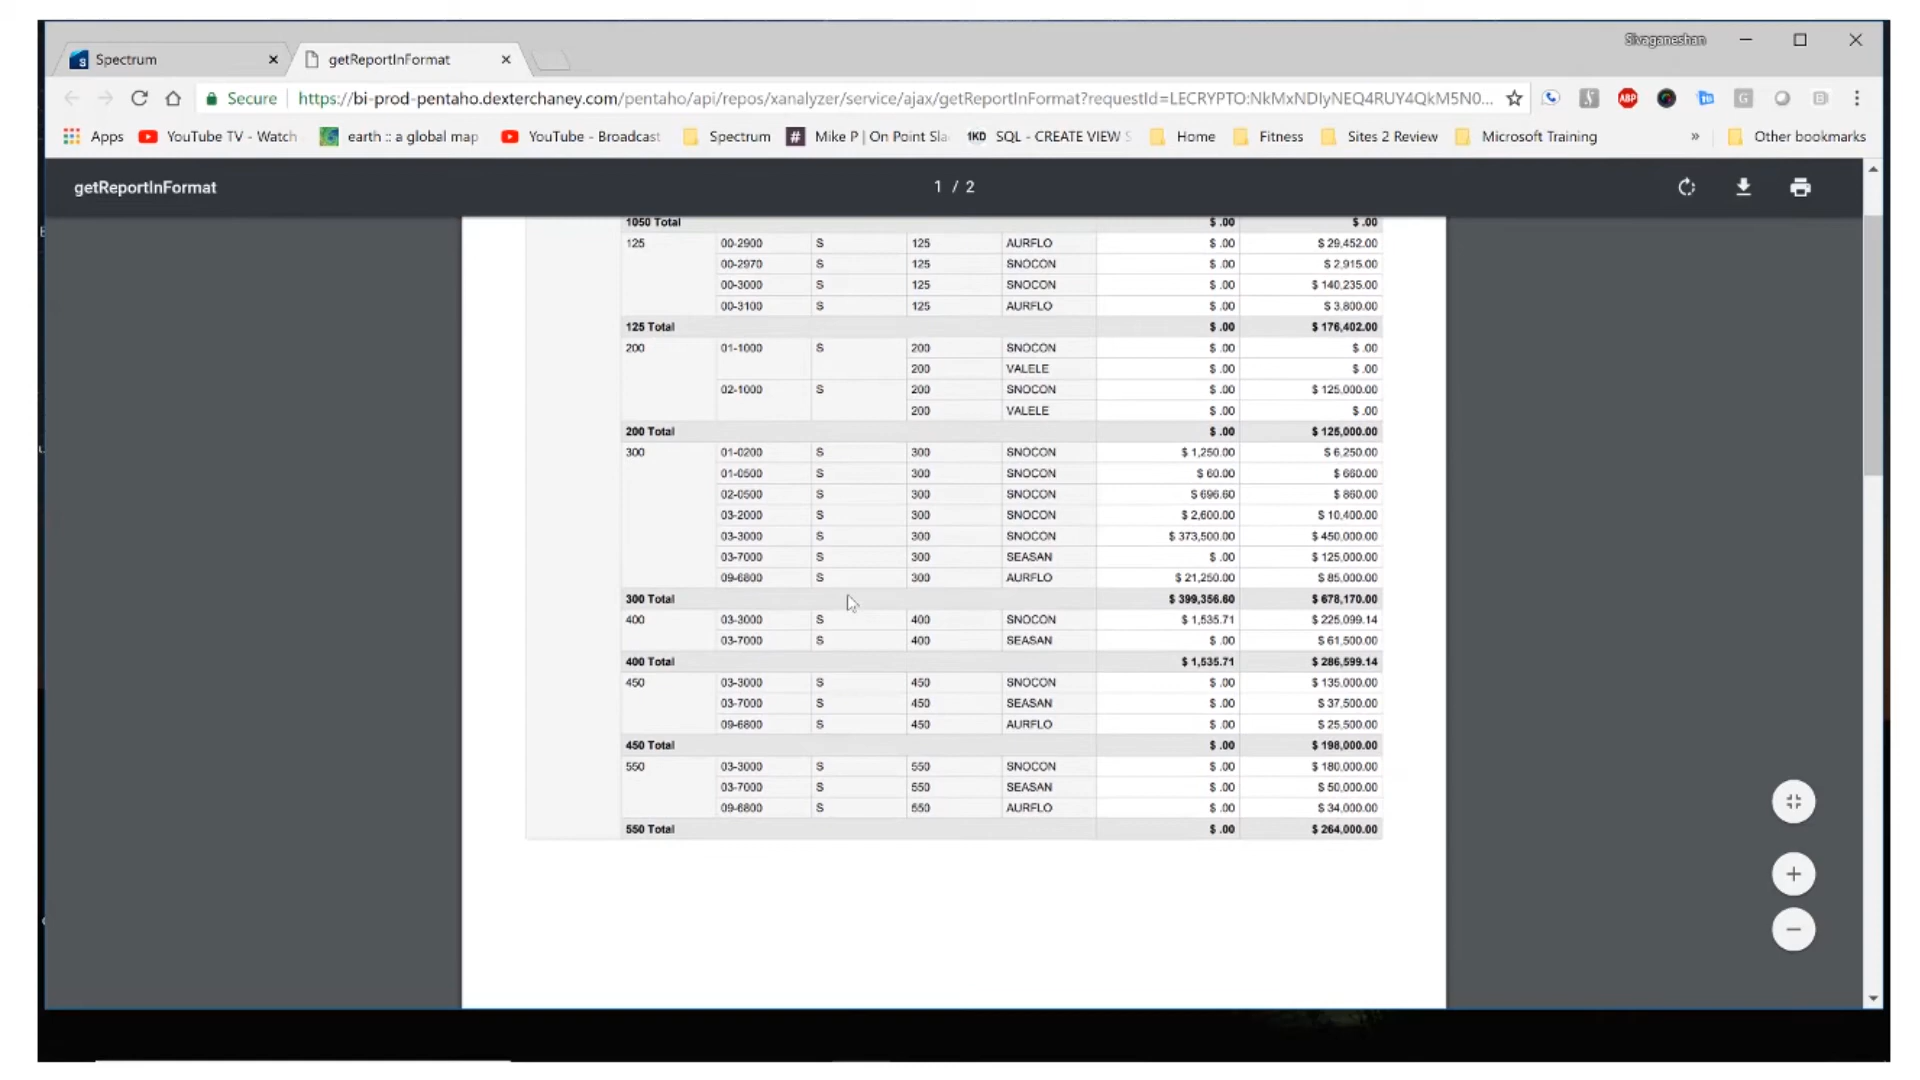 Sivaganeshan
Spectrum
getReportInFormat
Secure https://bi-prod-pentaho.dexterchaney.com/pentaho/api/repos/xanalyzer/service/ajax/getReportInFormat?requestId=LECRYPTO:NkMxNDIyNEQ4RUY4QkM5N0...
Apps YouTube TV - Watch earth :: a global map YouTube - Broadcast Spectrum Mike P | On Point Sla 1KD SQL - CREATE VIEW S Home Fitness Sites 2 Review Microsoft Training » Other bookmarks
getReportInFormat 1 / 2
1050 Total $ .00 $ .00
125 00-2900 S 125 AURFLO $ .00 $ 29,452.00
00-2970 S 125 SNOCON $ .00 $ 2,915.00
00-3000 S 125 SNOCON $ .00 $ 140,235.00
00-3100 S 125 AURFLO $ .00 $ 3,800.00
125 Total $ .00 $ 176,402.00
200 01-1000 S 200 SNOCON $ .00 $ .00
200 VALELE $ .00 $ .00
02-1000 S 200 SNOCON $ .00 $ 125,000.00
200 VALELE $ .00 $ .00
200 Total $ .00 $ 125,000.00
300 01-0200 S 300 SNOCON $ 1,250.00 $ 6,250.00
01-0500 S 300 SNOCON $ 60.00 $ 660.00
02-0500 S 300 SNOCON $ 696.60 $ 860.00
03-2000 S 300 SNOCON $ 2,600.00 $ 10,400.00
03-3000 S 300 SNOCON $ 373,500.00 $ 450,000.00
03-7000 S 300 SEASAN $ .00 $ 125,000.00
09-6800 S 300 AURFLO $ 21,250.00 $ 85,000.00
300 Total $ 399,356.60 $ 678,170.00
400 03-3000 S 400 SNOCON $ 1,535.71 $ 225,099.14
03-7000 S 400 SEASAN $ .00 $ 61,500.00
400 Total $ 1,535.71 $ 286,599.14
450 03-3000 S 450 SNOCON $ .00 $ 135,000.00
03-7000 S 450 SEASAN $ .00 $ 37,500.00
09-6800 S 450 AURFLO $ .00 $ 25,500.00
450 Total $ .00 $ 198,000.00
550 03-3000 S 550 SNOCON $ .00 $ 180,000.00
03-7000 S 550 SEASAN $ .00 $ 50,000.00
09-6800 S 550 AURFLO $ .00 $ 34,000.00
550 Total $ .00 $ 264,000.00